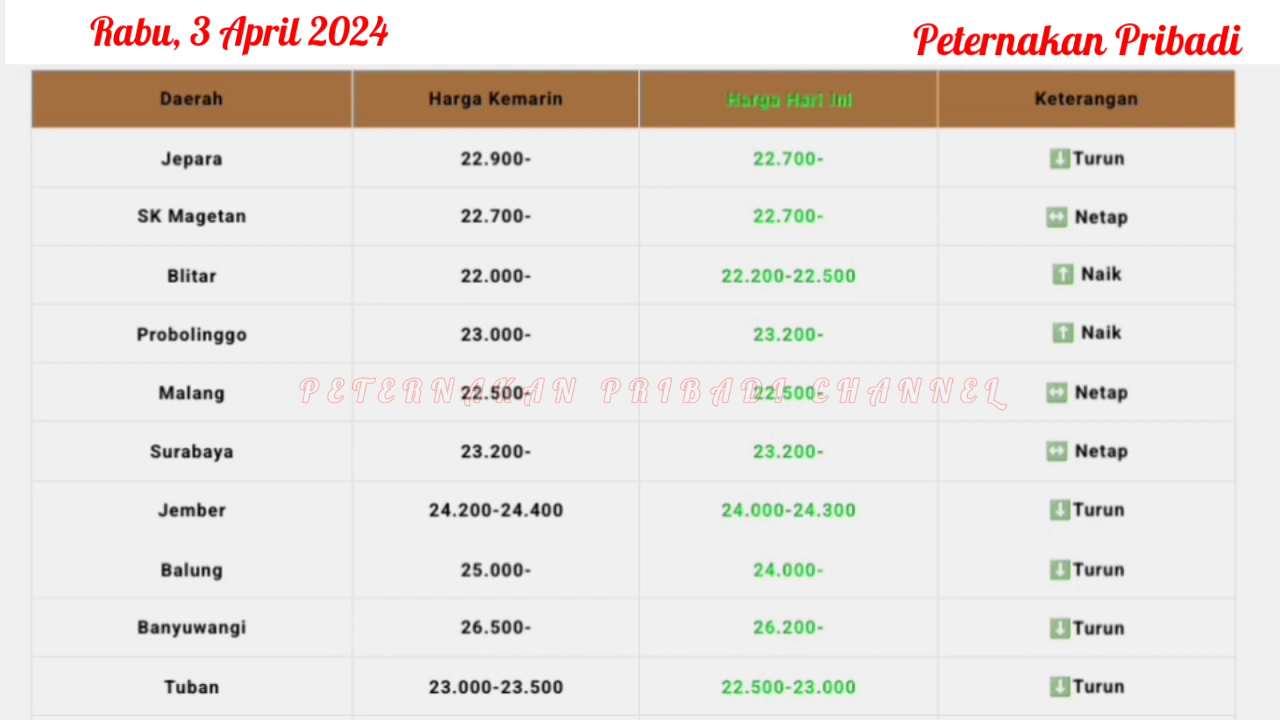 Rabu, 3 April 2024
Peternakan Pribadi
Daerah Harga Kemarin Harga Hari Ini Keterangan
Jepara 22.900- 22.700- ⬇️Turun
SK Magetan 22.700- 22.700- ↔️ Netap
Blitar 22.000- 22.200-22.500 ⬆️ Naik
Probolinggo 23.000- 23.200- ⬆️ Naik
Malang 22.500- 22.500- ↔️ Netap
PETERNAKAN PRIBADI CHANNEL
Surabaya 23.200- 23.200- ↔️ Netap
Jember 24.200-24.400 24.000-24.300 ⬇️Turun
Balung 25.000- 24.000- ⬇️Turun
Banyuwangi 26.500- 26.200- ⬇️Turun
Tuban 23.000-23.500 22.500-23.000 ⬇️Turun